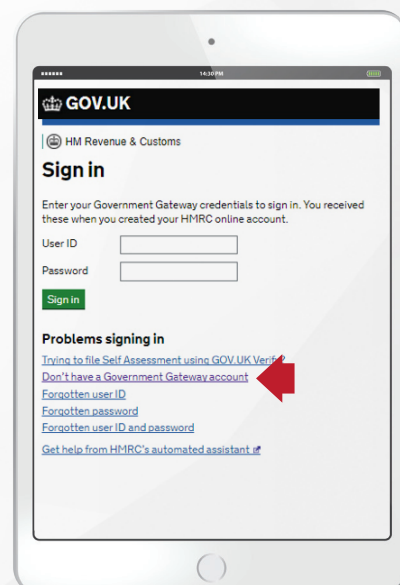 14:30 PM
GOV.UK
HM Revenue & Customs
Sign in
Enter your Government Gateway credentials to sign in. You received
these when you created your HMRC online account.
User ID
Password
Sign in
Problems signing in
Trying to file Self Assessment using GOV.UK Verify?
Don't have a Government Gateway account
Forgotten user ID
Forgotten password
Forgotten user ID and password
Get help from HMRC's automated assistant